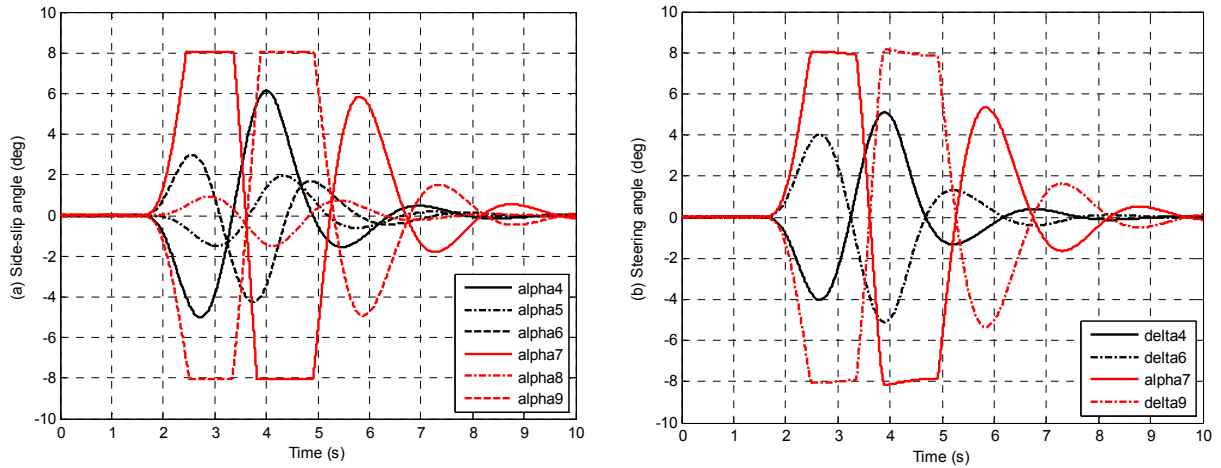 (a) Side-slip angle (deg)
10
8
6
4
2
0
-2
-4
-6
-8
-10
alpha4
alpha5
alpha6
alpha7
alpha8
alpha9
0 1 2 3 4 5 6 7 8 9 10
Time (s)
(b) Steering angle (deg)
10
8
6
4
2
0
-2
-4
-6
-8
-10
delta4
delta6
alpha7
delta9
0 1 2 3 4 5 6 7 8 9 10
Time (s)